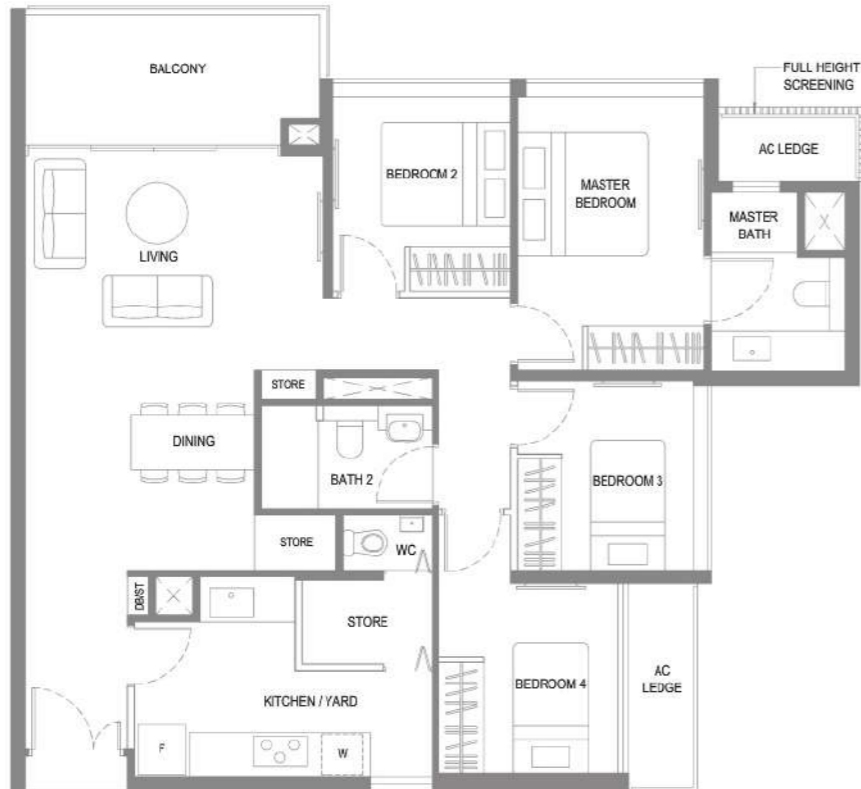 BALCONY
FULL HEIGHT
SCREENING
AC LEDGE
BEDROOM 2
MASTER
BEDROOM
MASTER
BATH
LIVING
STORE
DINING
BATH 2
BEDROOM 3
STORE
WC
DB/ST
STORE
BEDROOM 4
AC
LEDGE
KITCHEN / YARD
F
W